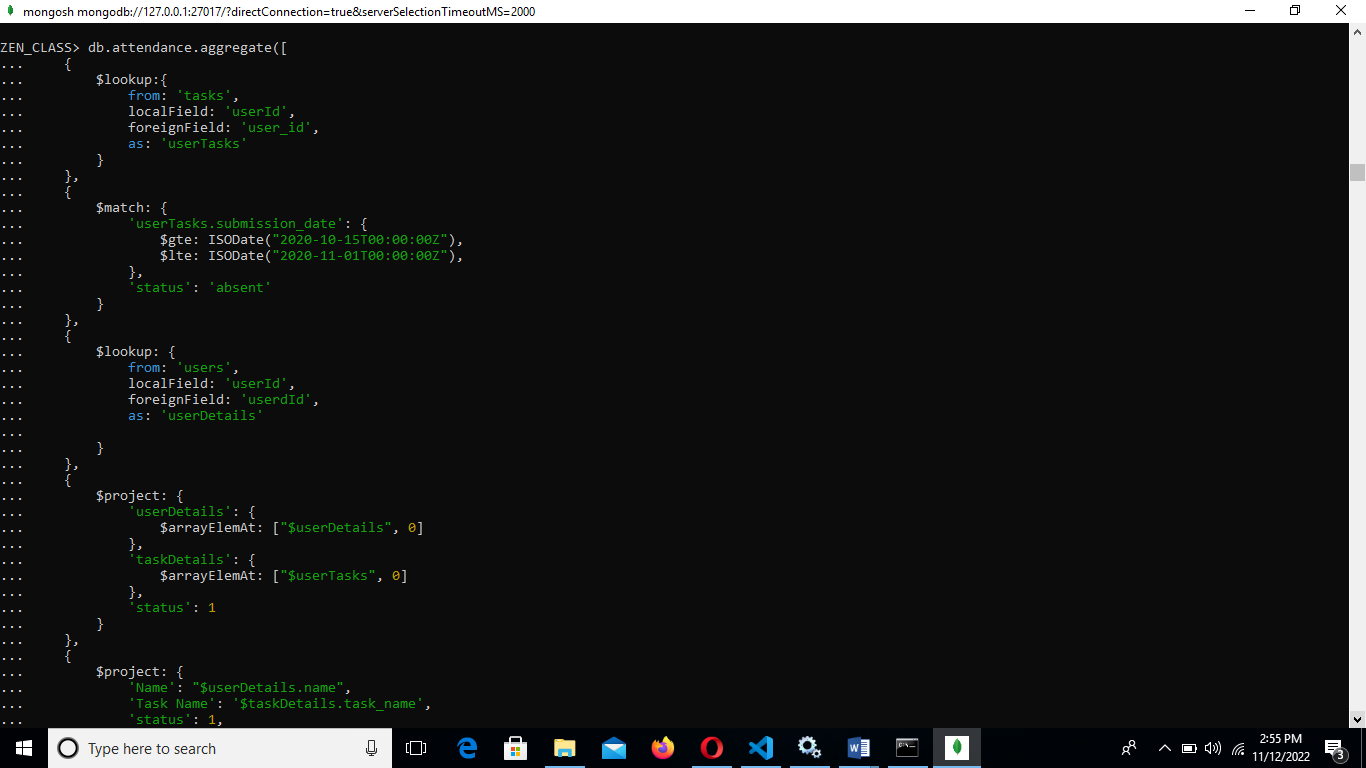 mongosh mongodb://127.0.0.1:27017/?directConnection=true&serverSelectionTimeoutMS=2000
ZEN_CLASS> db.attendance.aggregate([
...     {
...         $lookup:{
...             from: 'tasks',
...             localField: 'userId',
...             foreignField: 'user_id',
...             as: 'userTasks'
...         }
...     },
...     {
...         $match: {
...             'userTasks.submission_date': {
...                 $gte: ISODate("2020-10-15T00:00:00Z"),
...                 $lte: ISODate("2020-11-01T00:00:00Z"),
...             },
...             'status': 'absent'
...         }
...     },
...     {
...         $lookup: {
...             from: 'users',
...             localField: 'userId',
...             foreignField: 'userdId',
...             as: 'userDetails'
...
...         }
...     },
...     {
...         $project: {
...             'userDetails': {
...                 $arrayElemAt: ["$userDetails", 0]
...             },
...             'taskDetails': {
...                 $arrayElemAt: ["$userTasks", 0]
...             },
...             'status': 1
...         }
...     },
...     {
...         $project: {
...             'Name': "$userDetails.name",
...             'Task Name': '$taskDetails.task_name',
...             'status': 1,
Type here to search
2:55 PM
11/12/2022
3